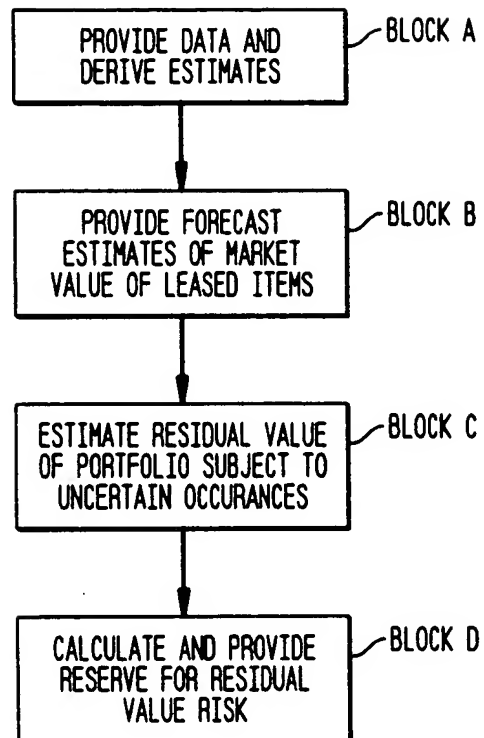 PROVIDE DATA AND
DERIVE ESTIMATES
BLOCK A
PROVIDE FORECAST
ESTIMATES OF MARKET
VALUE OF LEASED ITEMS
BLOCK B
ESTIMATE RESIDUAL VALUE
OF PORTFOLIO SUBJECT TO
UNCERTAIN OCCURANCES
BLOCK C
CALCULATE AND PROVIDE
RESERVE FOR RESIDUAL
VALUE RISK
BLOCK D